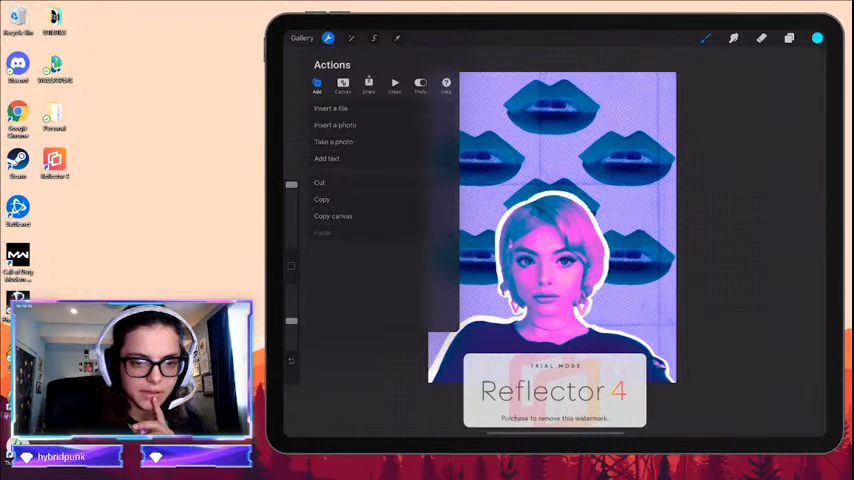 Recycle Bin
Discord
Google
Chrome
Personal
Steam
Reflector 4
Battle.net
Call of Duty
Modern ...
hybridpunk
Gallery
Actions
Add
Canvas
Share
Video
Prefs
Help
Insert a file
Insert a photo
Take a photo
Add text
Cut
Copy
Copy canvas
Paste
TRIAL MODE
Reflector 4
Purchase to remove this watermark.